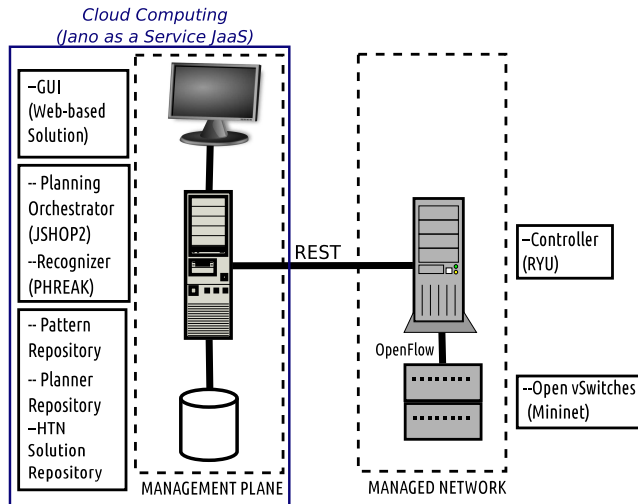 Cloud Computing
(Jano as a Service JaaS)
–GUI
(Web-based
Solution)
-- Planning
Orchestrator
(JSHOP2)
--Recognizer
(PHREAK)
-- Pattern
Repository
-- Planner
Repository
–HTN
Solution
Repository
REST
OpenFlow
–Controller
(RYU)
--Open vSwitches
(Mininet)
MANAGEMENT PLANE
MANAGED NETWORK